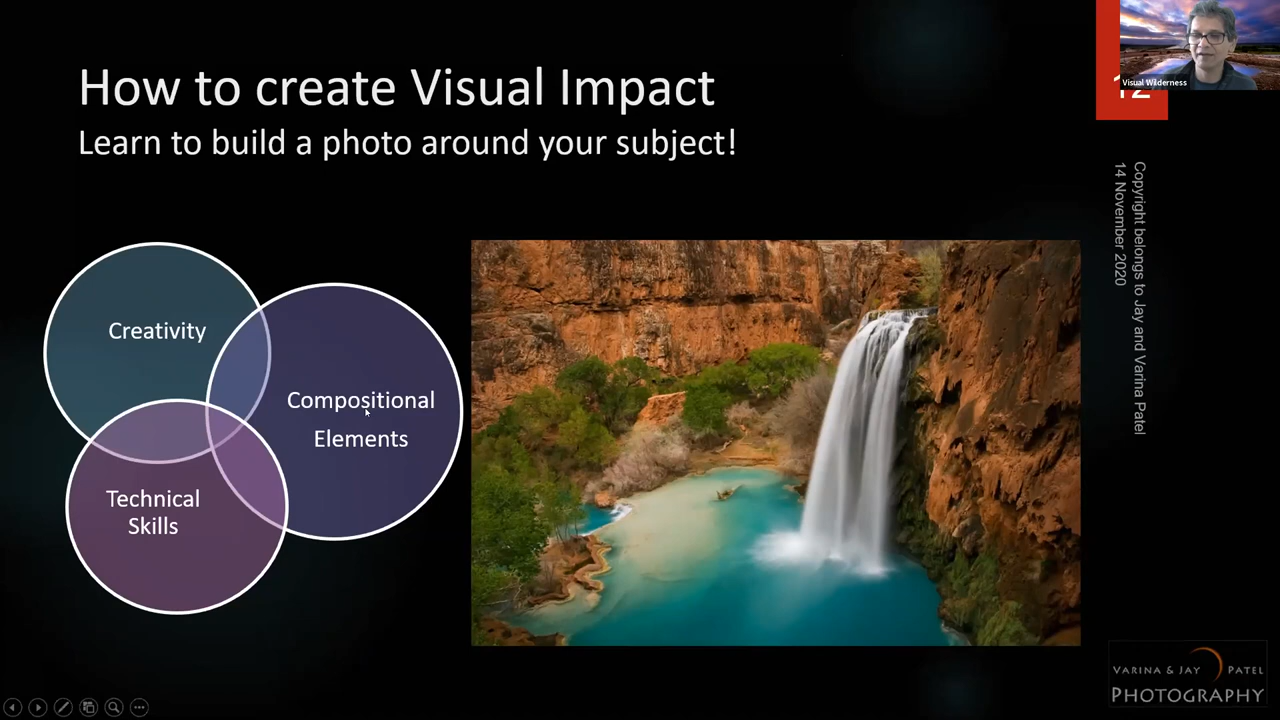 How to create Visual Impact
Learn to build a photo around your subject!
Visual Wilderness
12
Copyright belongs to Jay and Varina Patel
14 November 2020
Creativity
Compositional
Elements
Technical
Skills
VARINA & JAY PATEL
PHOTOGRAPHY